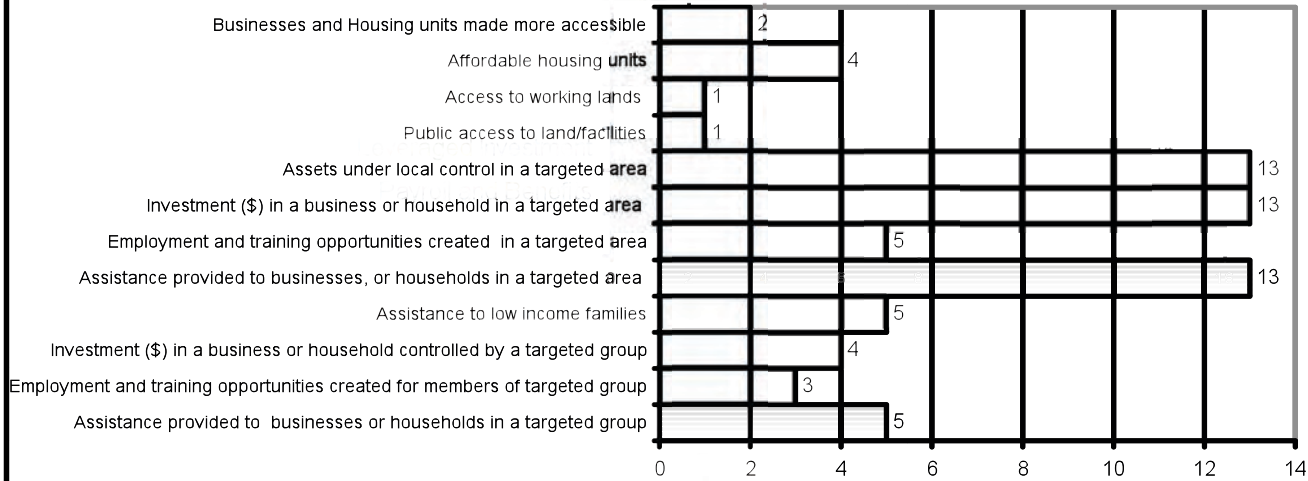 Businesses and Housing units made more accessible 2
Affordable housing units 4
Access to working lands 1
Public access to land/facilities 1
Assets under local control in a targeted area 13
Investment ($) in a business or household in a targeted area 13
Employment and training opportunities created in a targeted area 5
Assistance provided to businesses, or households in a targeted area 13
Assistance to low income families 5
Investment ($) in a business or household controlled by a targeted group 4
Employment and training opportunities created for members of targeted group 3
Assistance provided to businesses or households in a targeted group 5
0 2 4 6 8 10 12 14